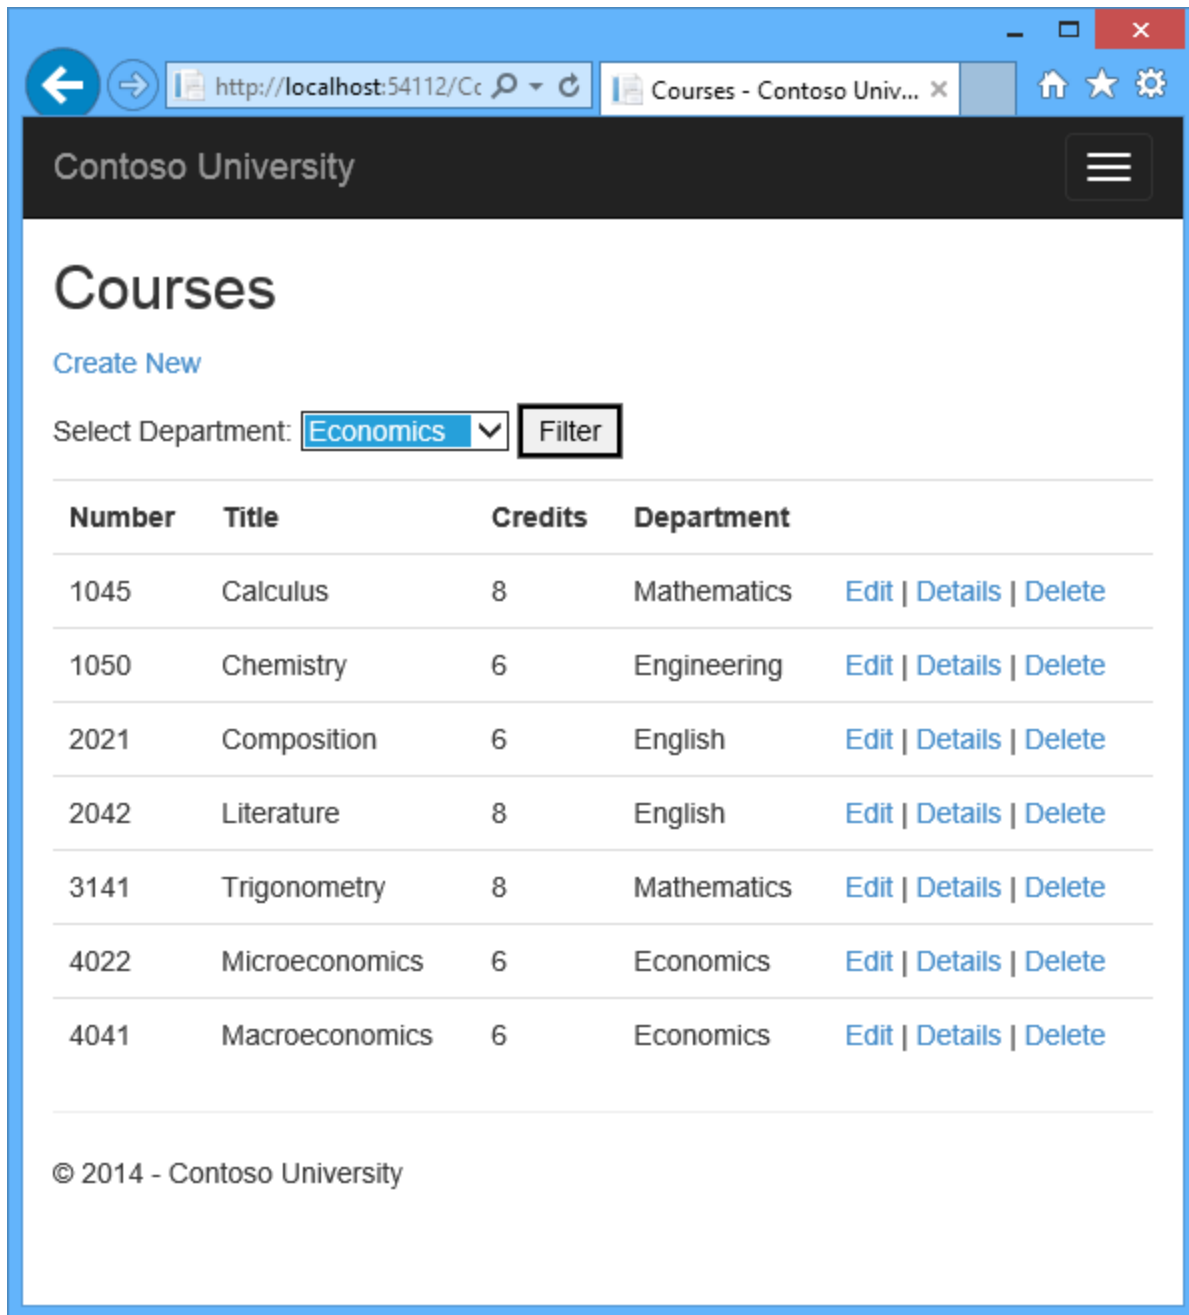 http://localhost:54112/Cc
Courses - Contoso Univ...
Contoso University
Courses
Create New
Select Department: Economics Filter
Number Title Credits Department
1045 Calculus 8 Mathematics Edit | Details | Delete
1050 Chemistry 6 Engineering Edit | Details | Delete
2021 Composition 6 English Edit | Details | Delete
2042 Literature 8 English Edit | Details | Delete
3141 Trigonometry 8 Mathematics Edit | Details | Delete
4022 Microeconomics 6 Economics Edit | Details | Delete
4041 Macroeconomics 6 Economics Edit | Details | Delete
© 2014 - Contoso University